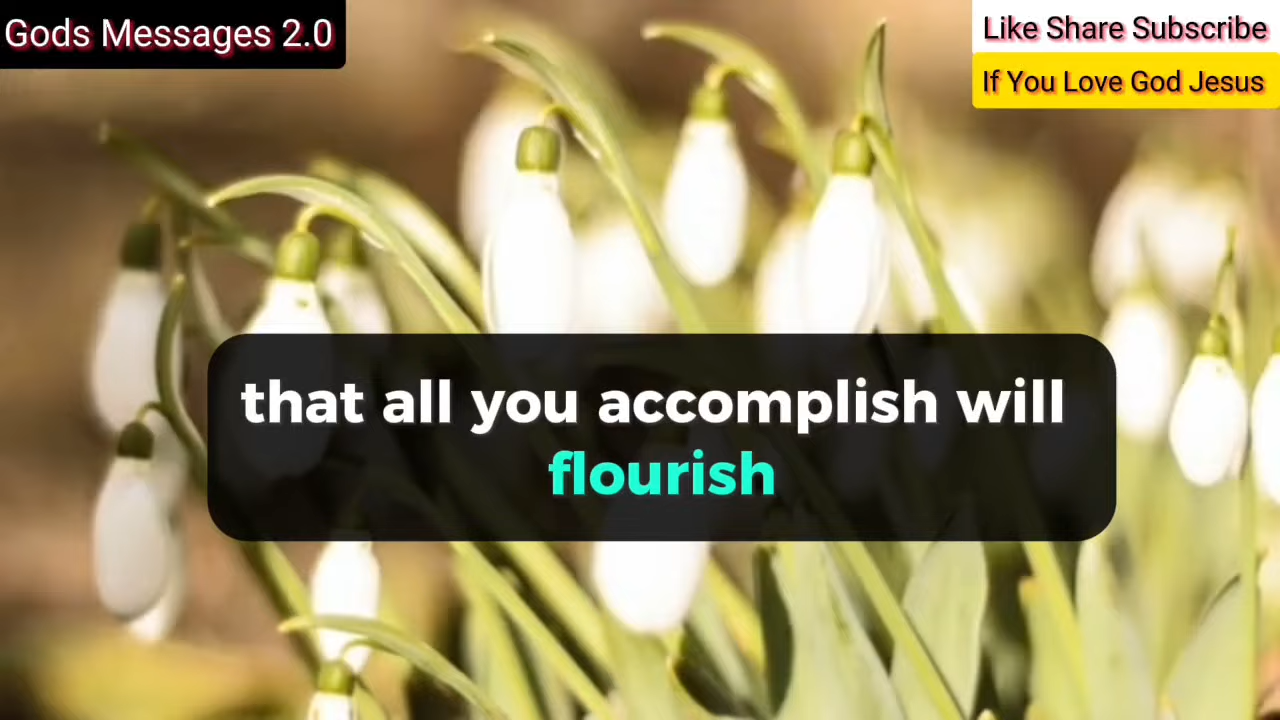 Gods Messages 2.0
Like Share Subscribe
If You Love God Jesus
that all you accomplish will
flourish